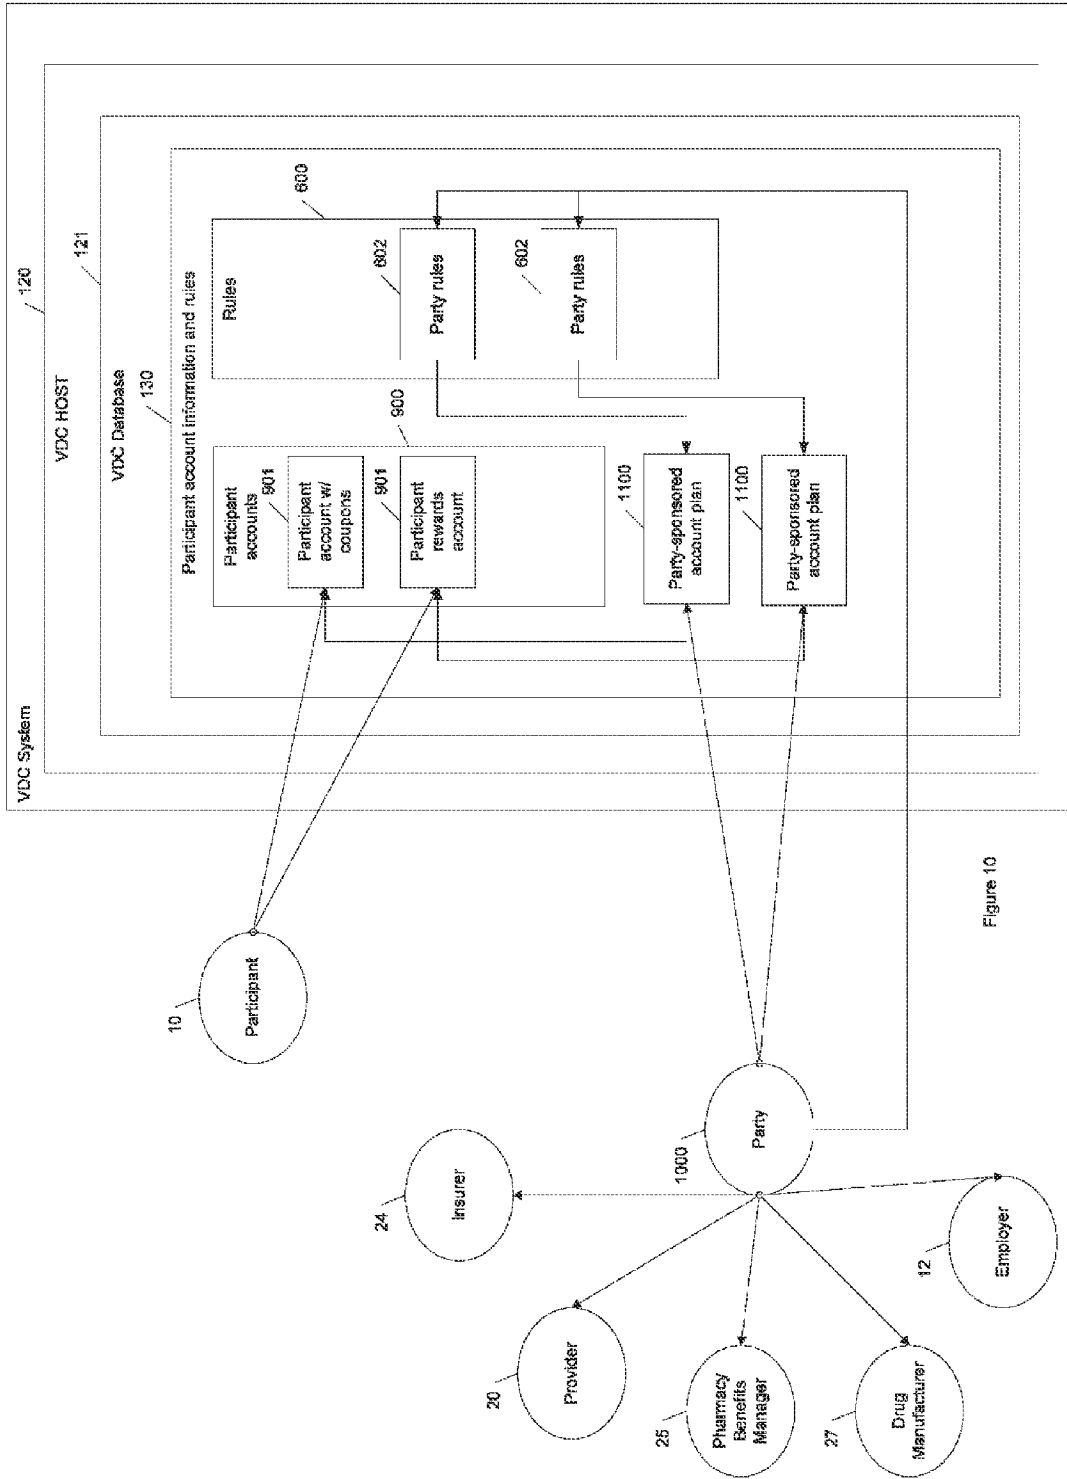 VDC System
120
VDC HOST
121
VDC Database
130
Participant account information and rules
600
Rules
602
Party rules
602
Party rules
900
Participant
accounts
901
Participant
account w/
coupons
901
Participant
rewards
account
1100
Party-sponsored
account plan
1100
Party-sponsored
account plan
10
Participant
1000
Party
24
Insurer
20
Provider
25
Pharmacy
Benefits
Manager
27
Drug
Manufacturer
12
Employer
Figure 10